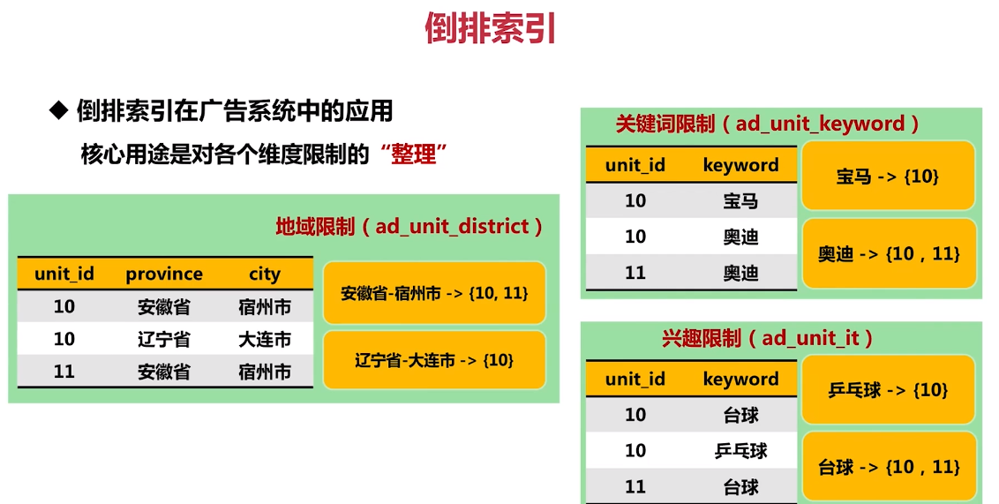 倒排索引
◆ 倒排索引在广告系统中的应用
核心用途是对各个维度限制的“整理”
地域限制（ad_unit_district）
unit_id province city
10 安徽省 宿州市
10 辽宁省 大连市
11 安徽省 宿州市
安徽省-宿州市 -> {10, 11}
辽宁省-大连市 -> {10}
关键词限制（ad_unit_keyword）
unit_id keyword
10 宝马
10 奥迪
11 奥迪
宝马 -> {10}
奥迪 -> {10，11}
兴趣限制（ad_unit_it）
unit_id keyword
10 台球
10 乒乓球
11 台球
乒乓球 -> {10}
台球 -> {10，11}